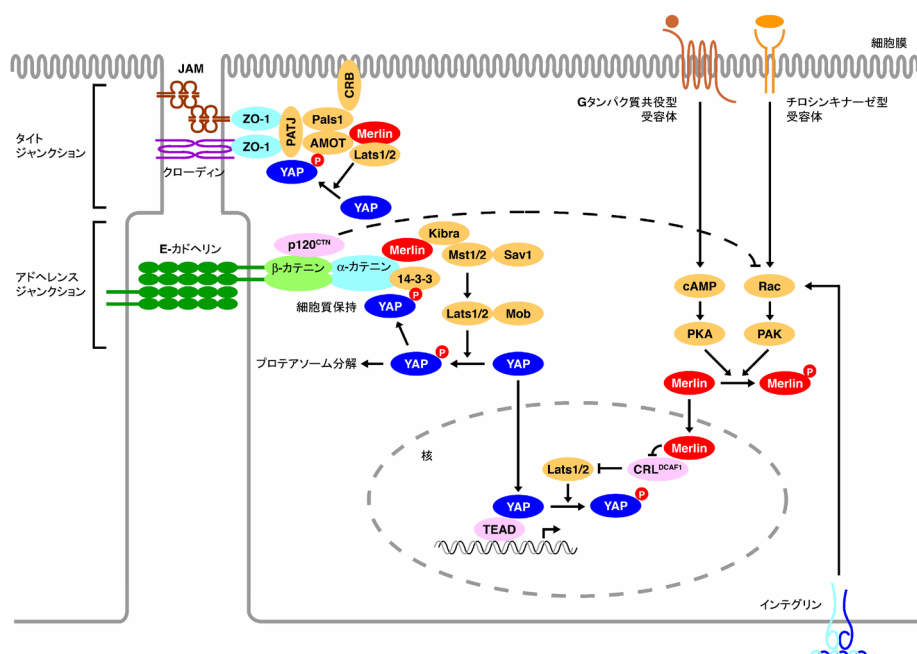 細胞膜
JAM
CRB
Gタンパク質共役型
受容体
チロシンキナーゼ型
受容体
タイト
ジャンクション
ZO-1
PATJ
Pals1
Merlin
ZO-1
AMOT
Lats1/2
クローディン
YAP
P
YAP
アドヘレンス
ジャンクション
E-カドヘリン
p120CTN
Kibra
Merlin
Mst1/2
Sav1
β-カテニン
α-カテニン
14-3-3
細胞質保持
YAP
P
Lats1/2
Mob
プロテアソーム分解
YAP
P
YAP
cAMP
Rac
PKA
PAK
Merlin
Merlin
P
核
Merlin
Lats1/2
CRLDCAF1
YAP
YAP
P
TEAD
インテグリン